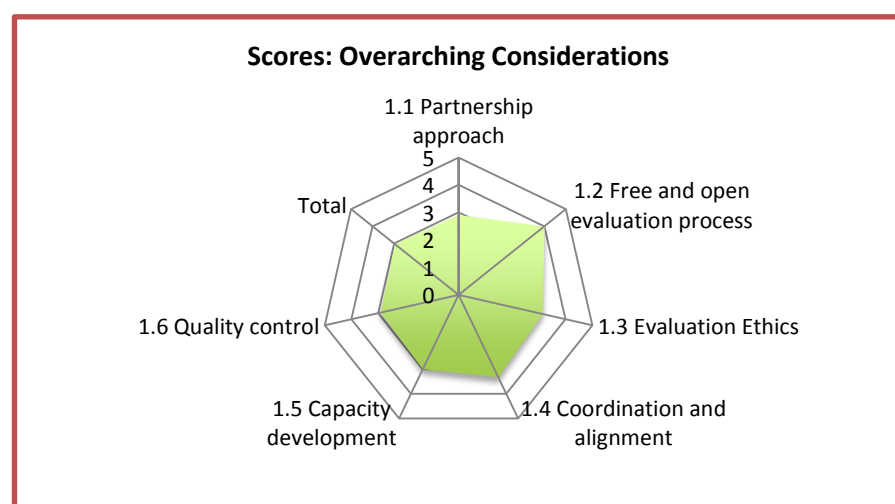 Scores: Overarching Considerations
1.1 Partnership
approach
5
4
3
2
1
0
1.2 Free and open
evaluation process
1.3 Evaluation Ethics
1.4 Coordination and
alignment
1.5 Capacity
development
1.6 Quality control
Total